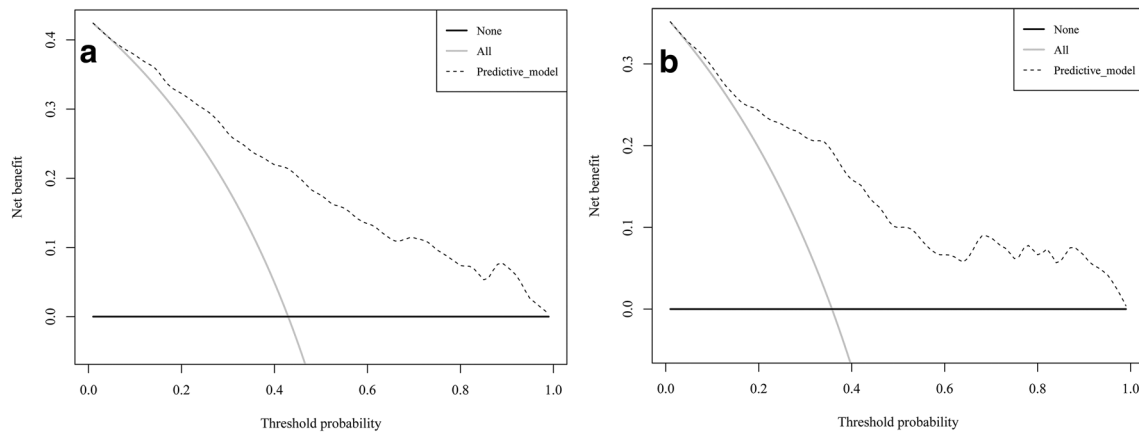 a
None
All
Predictive_model
Net benefit
0.4
0.3
0.2
0.1
0.0
0.0 0.2 0.4 0.6 0.8 1.0
Threshold probability
b
None
All
Predictive_model
Net benefit
0.3
0.2
0.1
0.0
0.0 0.2 0.4 0.6 0.8 1.0
Threshold probability